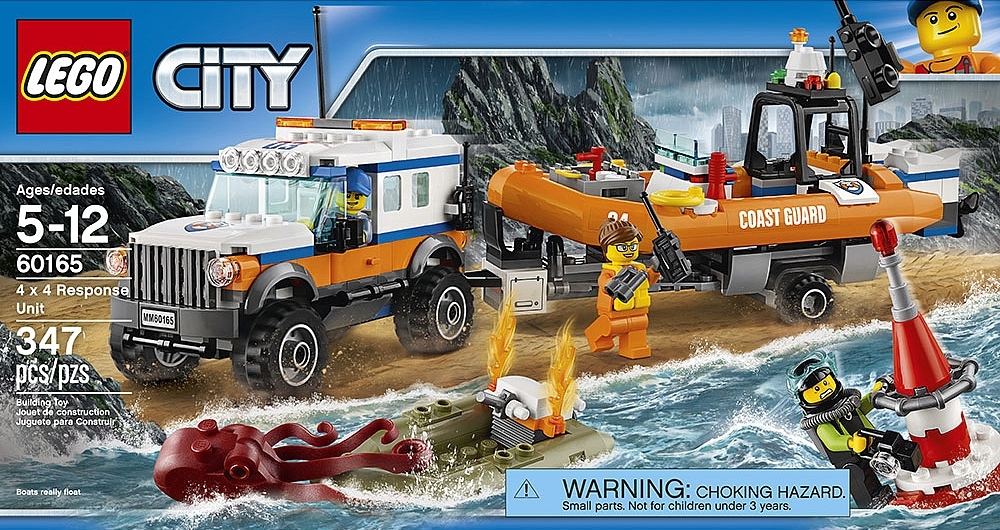 LEGO
CITY
Ages/edades
5-12
60165
4 x 4 Response
Unit
347
pcs/pzs
Building Toy
Jouet de construction
Juguete para Construir
Boats really float...
MM60165
24
COAST GUARD
WARNING: CHOKING HAZARD.
Small parts. Not for children under 3 years.